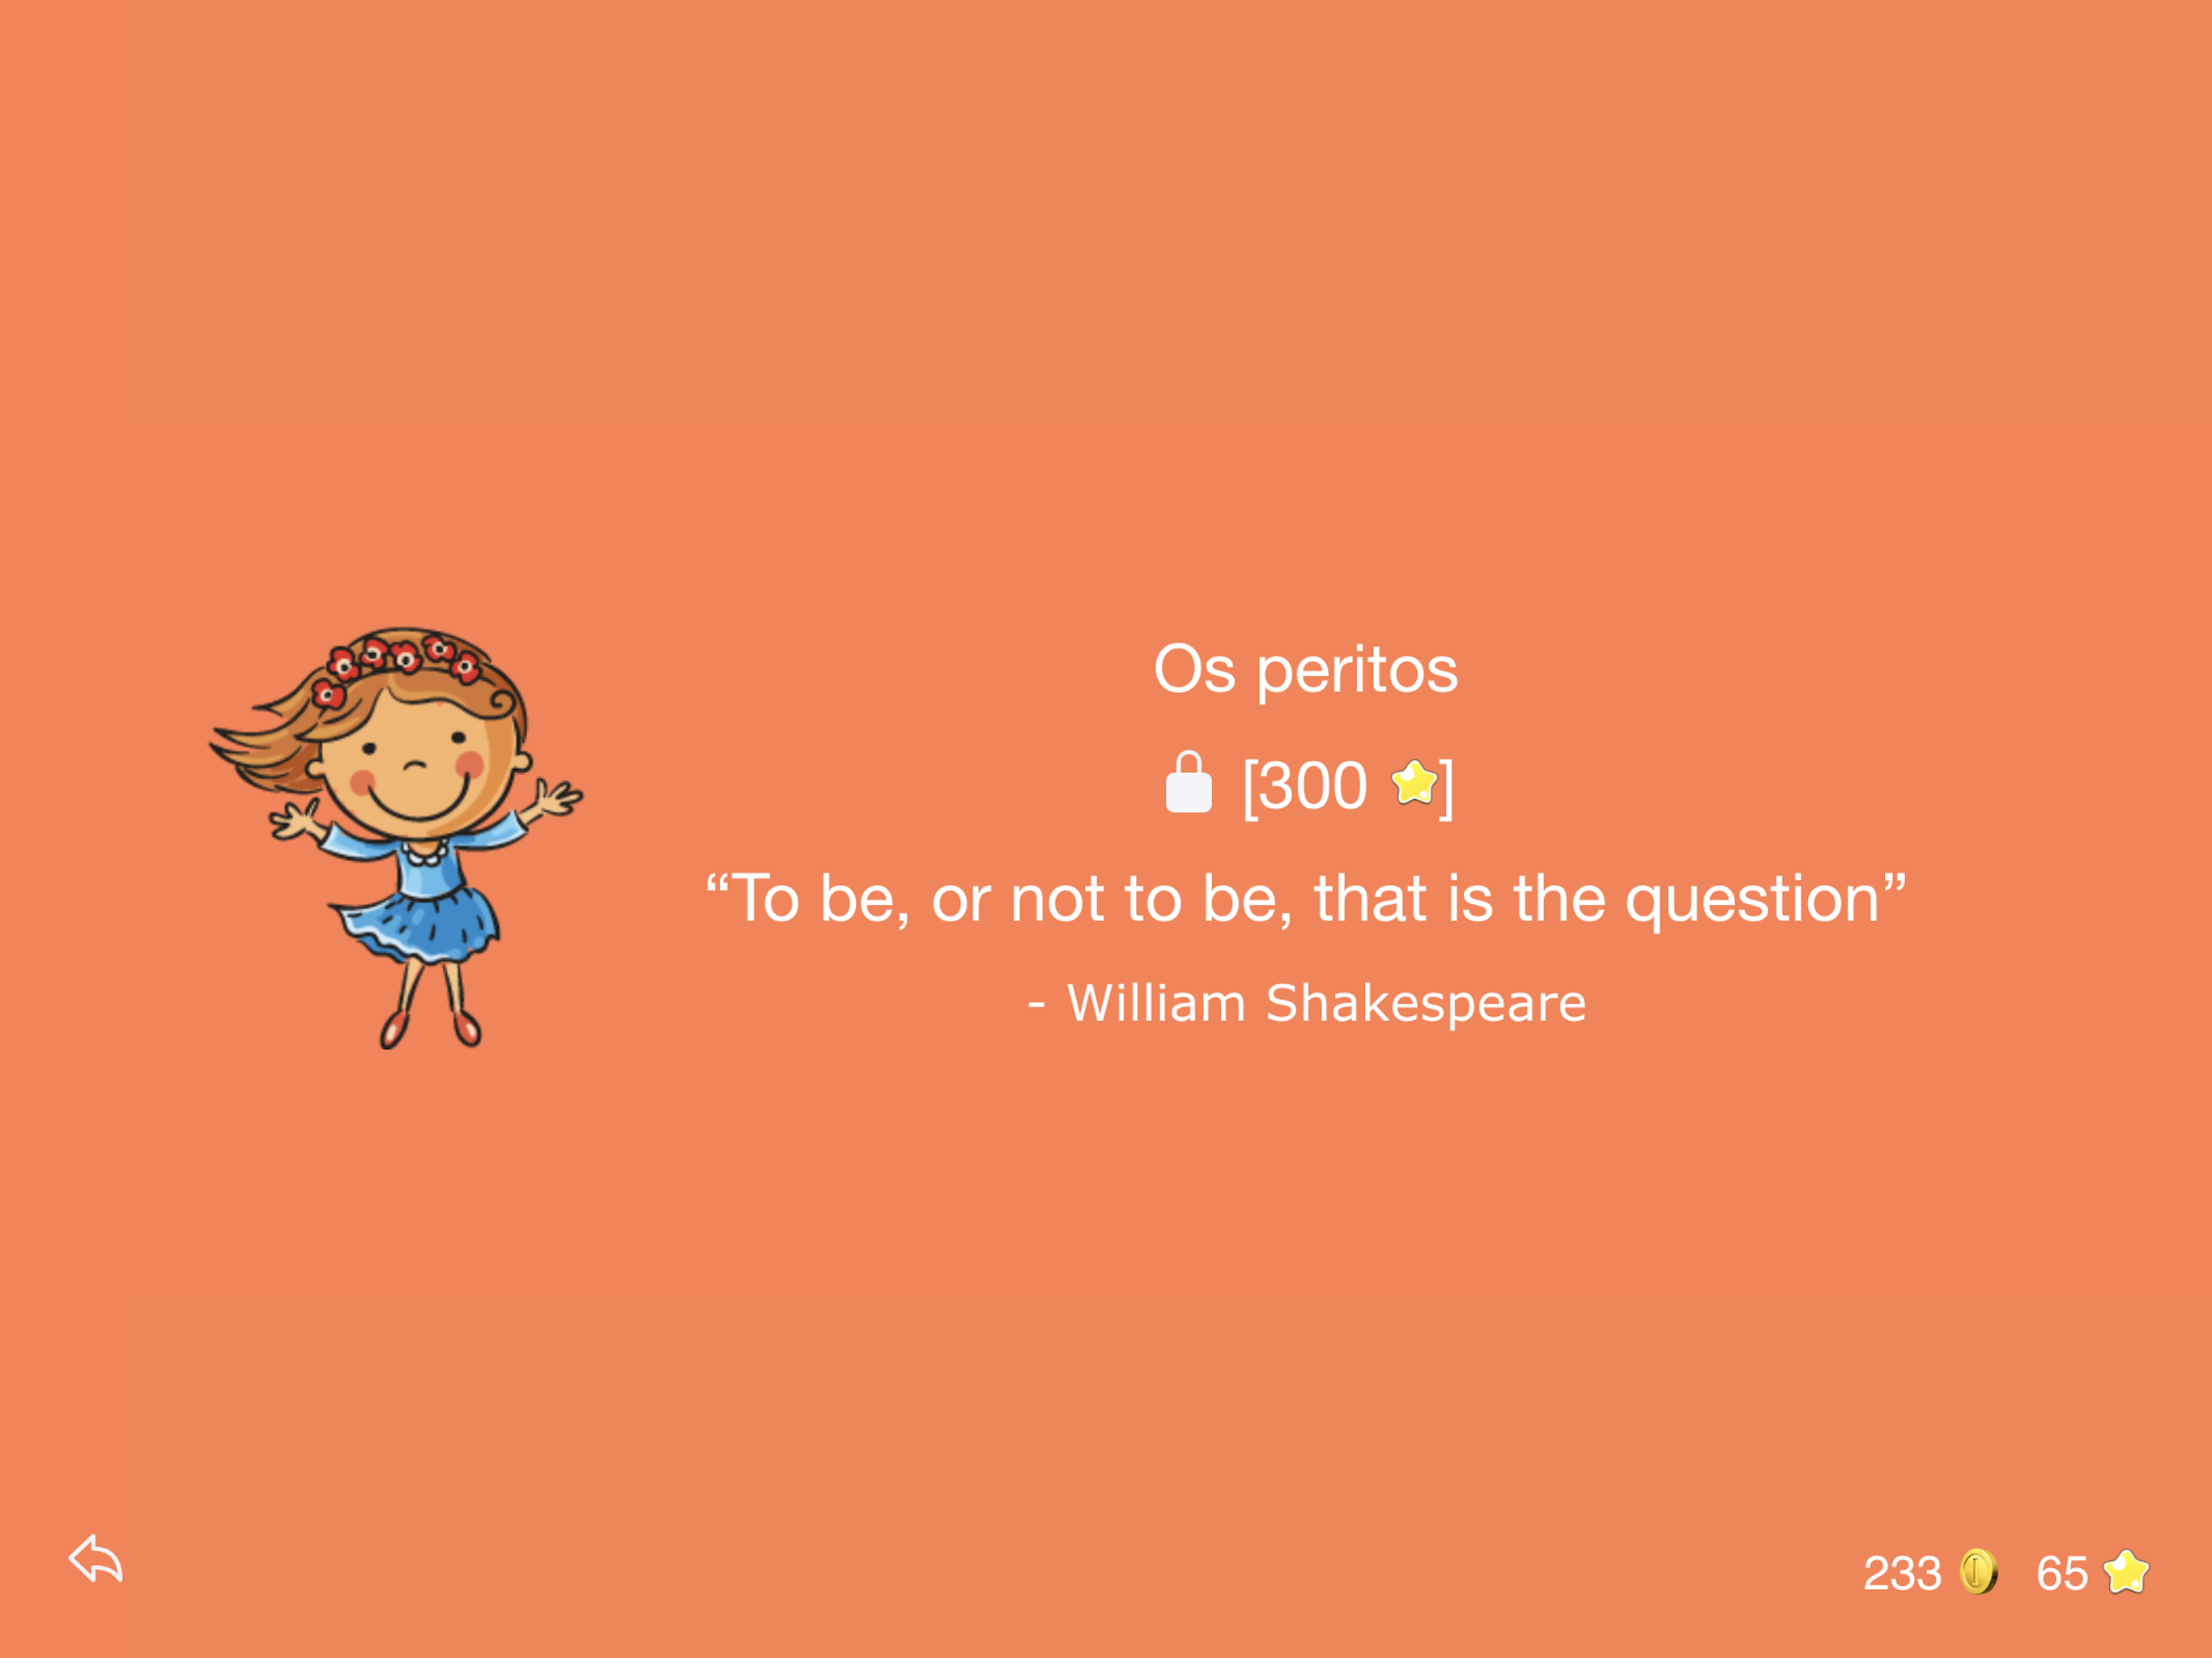 Os peritos
[300 ]
“To be, or not to be, that is the question”
- William Shakespeare
233 65